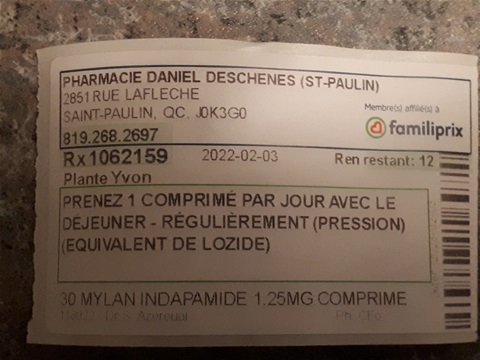 PHARMACIE DANIEL DESCHENES (ST-PAULIN)
2851 RUE LAFLECHE
SAINT-PAULIN, QC, J0K3G0
819.268.2697
Membre(s) affilié(s) à
familiprix
Rx1062159 2022-02-03 Ren restant: 12
Plante Yvon
PRENEZ 1 COMPRIMÉ PAR JOUR AVEC LE
DÉJEUNER - RÉGULIÈREMENT (PRESSION)
(EQUIVALENT DE LOZIDE)
30 MYLAN INDAPAMIDE 1.25MG COMPRIME